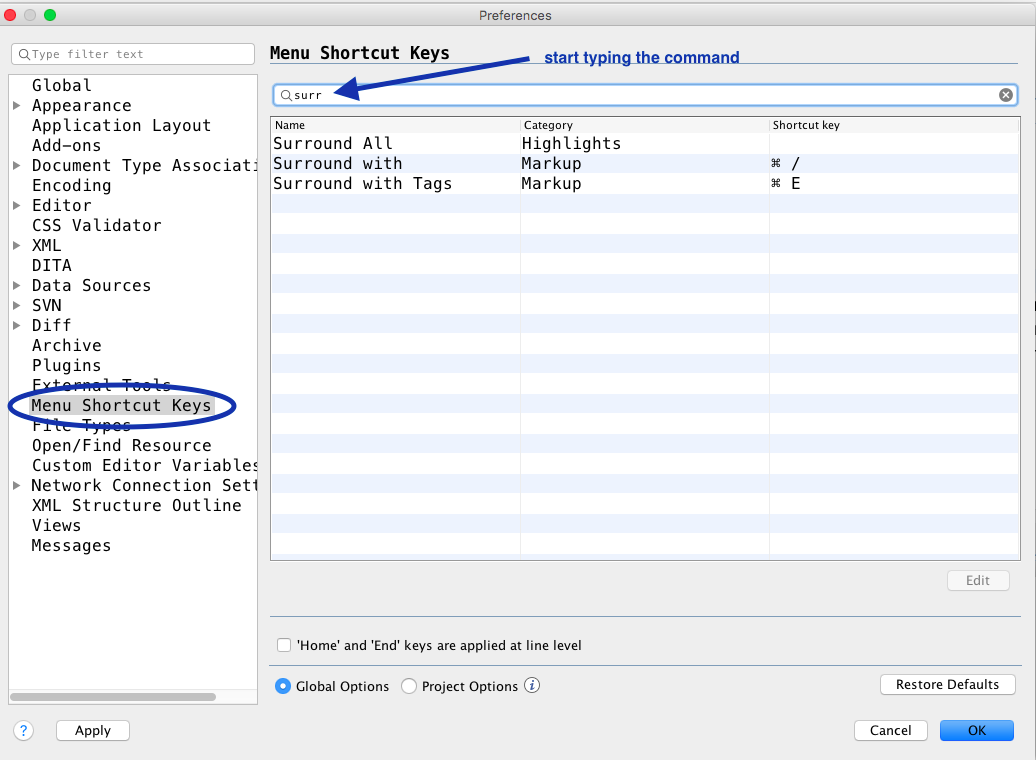 Preferences
Type filter text
Global
Appearance
Application Layout
Add-ons
Document Type Associati
Encoding
Editor
CSS Validator
XML
DITA
Data Sources
SVN
Diff
Archive
Plugins
External Tools
Menu Shortcut Keys
File Types
Open/Find Resource
Custom Editor Variables
Network Connection Sett
XML Structure Outline
Views
Messages
Menu Shortcut Keys
start typing the command
surr
Name Category Shortcut key
Surround All Highlights
Surround with Markup ⌘ /
Surround with Tags Markup ⌘ E
Edit
'Home' and 'End' keys are applied at line level
Global Options Project Options i
Restore Defaults
? Apply Cancel OK